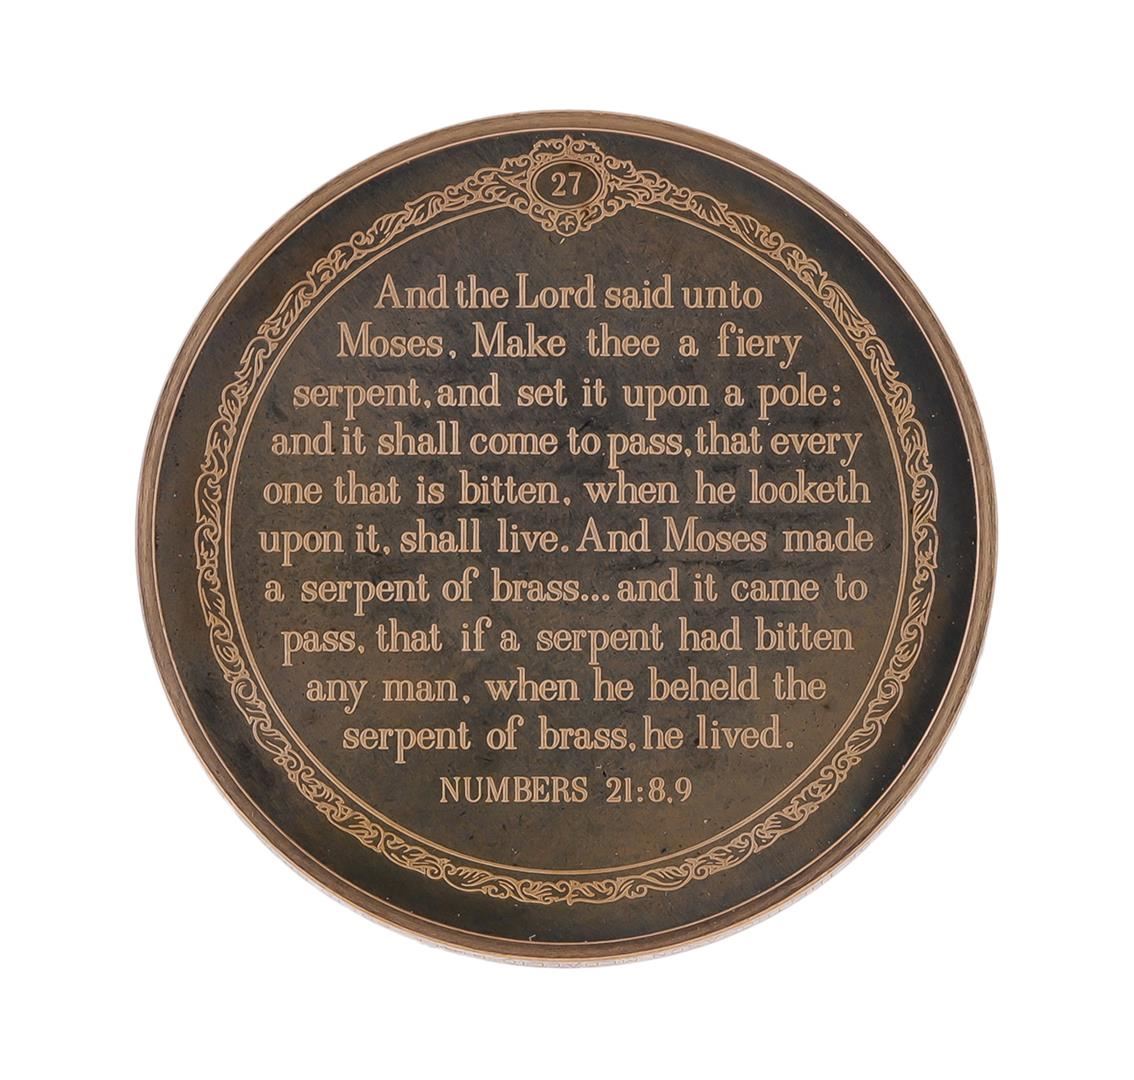 27
And the Lord said unto
Moses, Make thee a fiery
serpent, and set it upon a pole:
and it shall come to pass, that every
one that is bitten, when he looketh
upon it, shall live. And Moses made
a serpent of brass... and it came to
pass, that if a serpent had bitten
any man, when he beheld the
serpent of brass, he lived.
NUMBERS 21:8,9